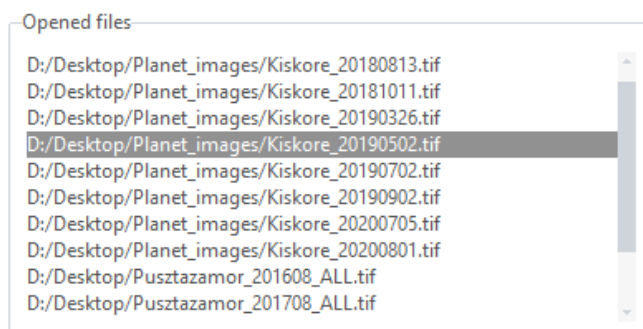 Opened files
D:/Desktop/Planet_images/Kiskore_20180813.tif
D:/Desktop/Planet_images/Kiskore_20181011.tif
D:/Desktop/Planet_images/Kiskore_20190326.tif
D:/Desktop/Planet_images/Kiskore_20190502.tif
D:/Desktop/Planet_images/Kiskore_20190702.tif
D:/Desktop/Planet_images/Kiskore_20190902.tif
D:/Desktop/Planet_images/Kiskore_20200705.tif
D:/Desktop/Planet_images/Kiskore_20200801.tif
D:/Desktop/Pusztazamor_201608_ALL.tif
D:/Desktop/Pusztazamor_201708_ALL.tif